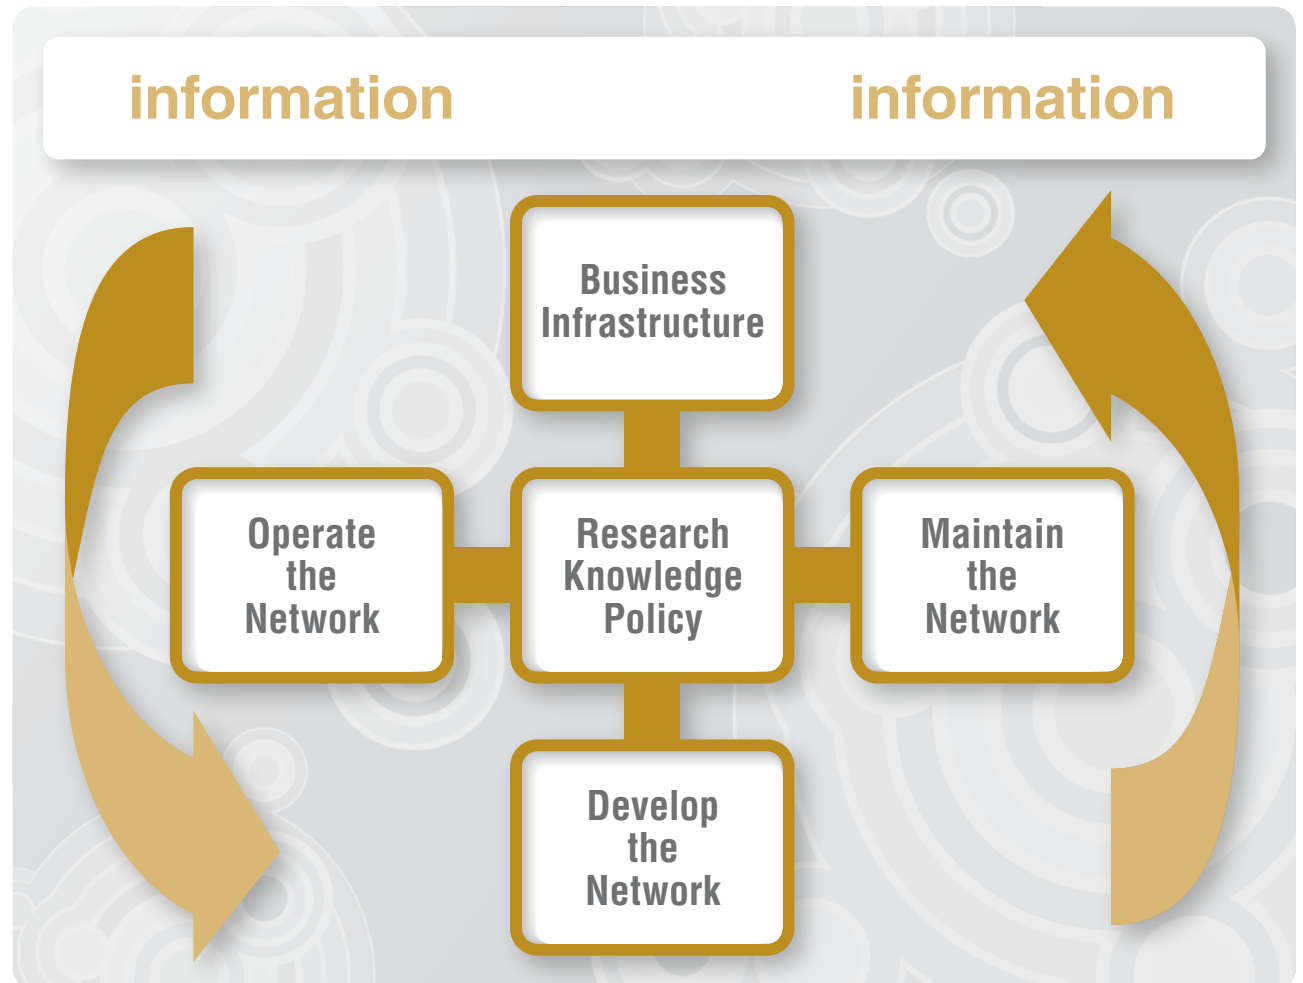 information information
Business
Infrastructure
Operate
the
Network
Research
Knowledge
Policy
Maintain
the
Network
Develop
the
Network